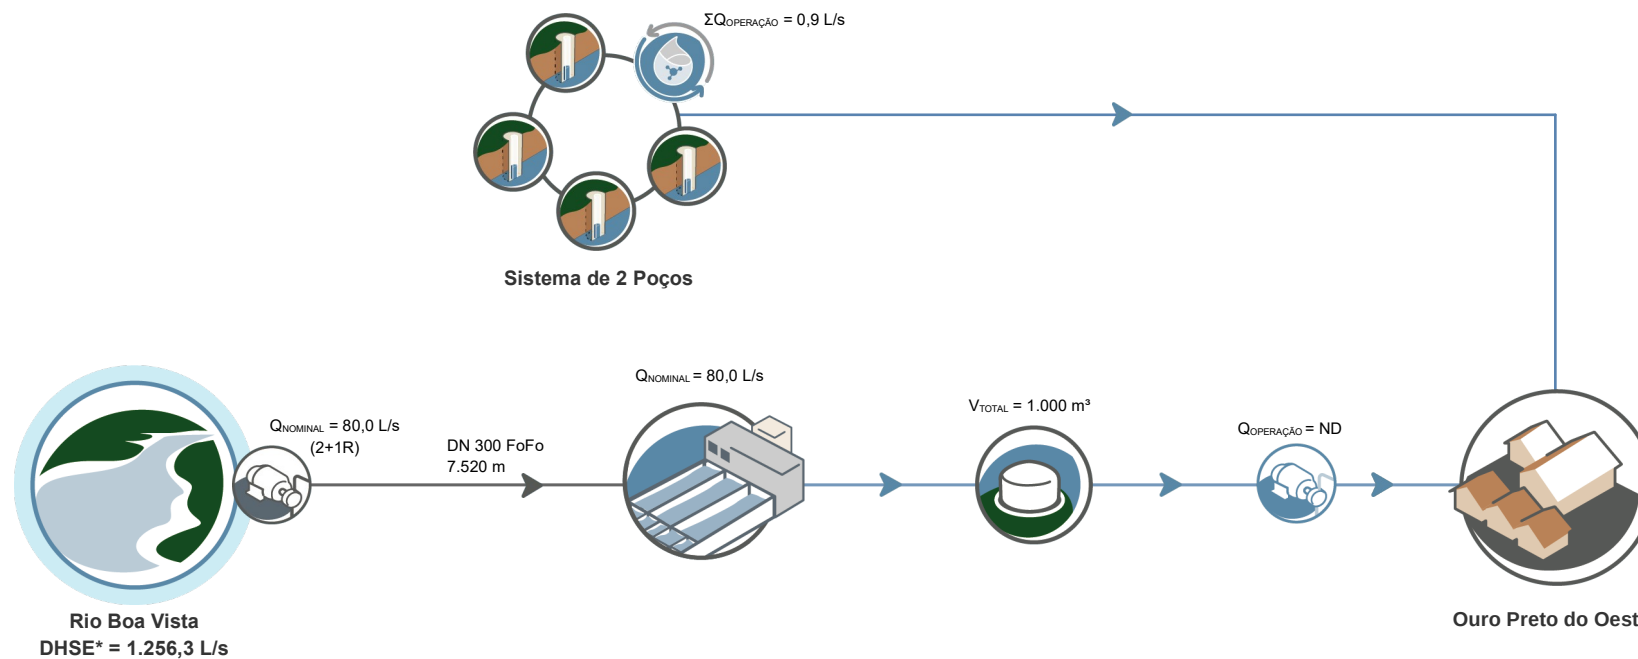 ΣQOPERAÇÃO = 0,9 L/s
Sistema de 2 Poços
QNOMINAL = 80,0 L/s
(2+1R)
DN 300 FoFo
7.520 m
QNOMINAL = 80,0 L/s
VTOTAL = 1.000 m³
QOPERAÇÃO = ND
Rio Boa Vista
DHSE* = 1.256,3 L/s
Ouro Preto do Oest